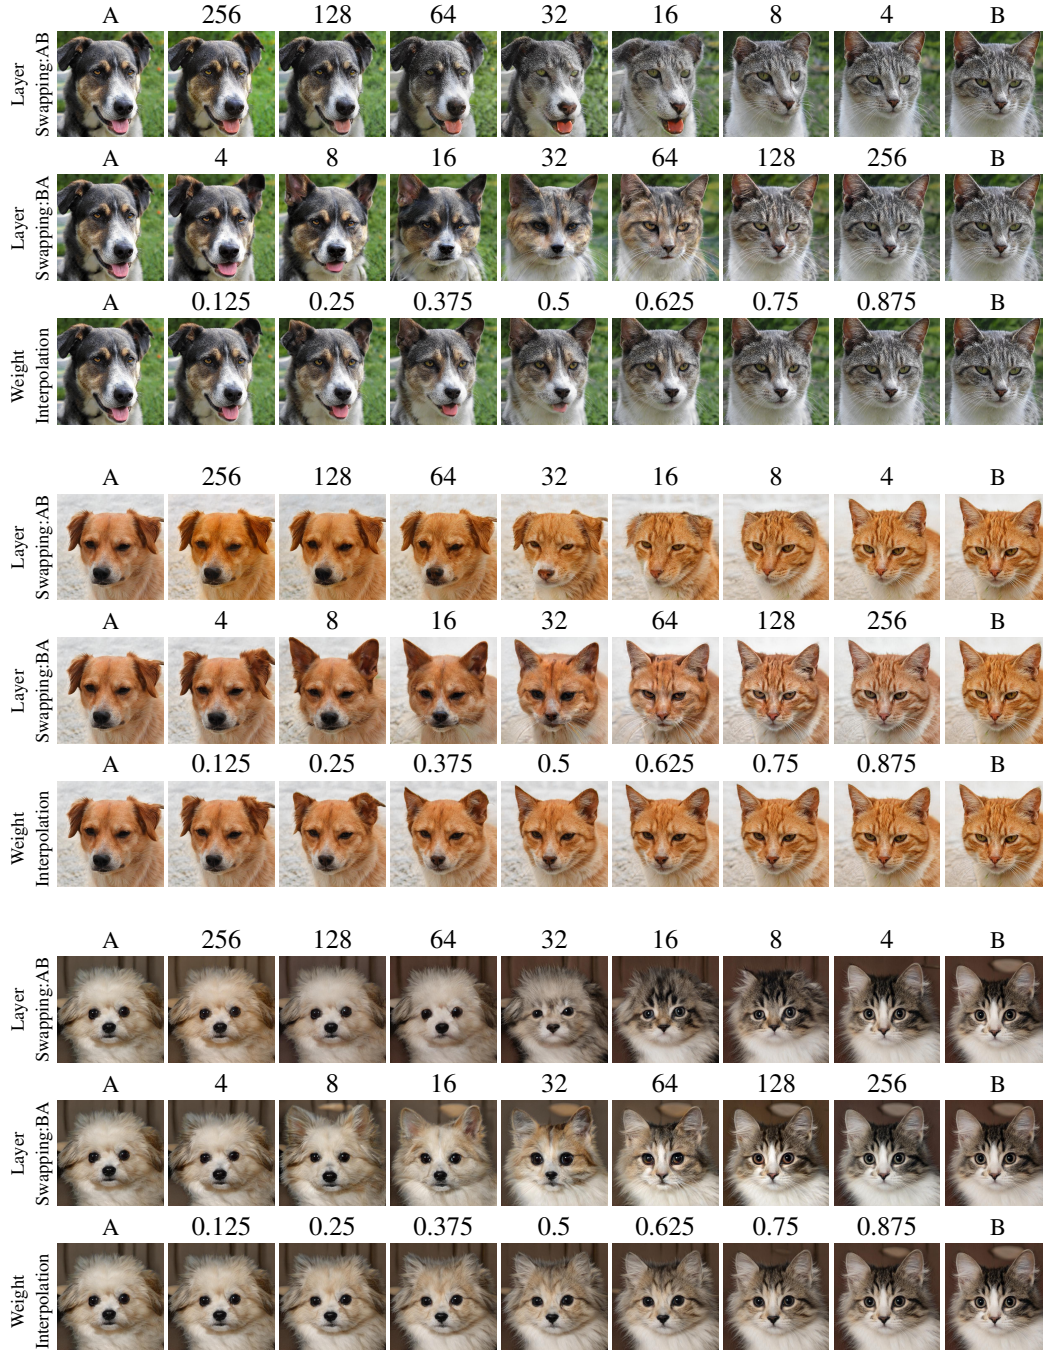 A 256 128 64 32 16 8 4 B
Layer
Swapping:AB
A 4 8 16 32 64 128 256 B
Layer
Swapping:BA
A 0.125 0.25 0.375 0.5 0.625 0.75 0.875 B
Weight
Interpolation
A 256 128 64 32 16 8 4 B
Layer
Swapping:AB
A 4 8 16 32 64 128 256 B
Layer
Swapping:BA
A 0.125 0.25 0.375 0.5 0.625 0.75 0.875 B
Weight
Interpolation
A 256 128 64 32 16 8 4 B
Layer
Swapping:AB
A 4 8 16 32 64 128 256 B
Layer
Swapping:BA
A 0.125 0.25 0.375 0.5 0.625 0.75 0.875 B
Weight
Interpolation